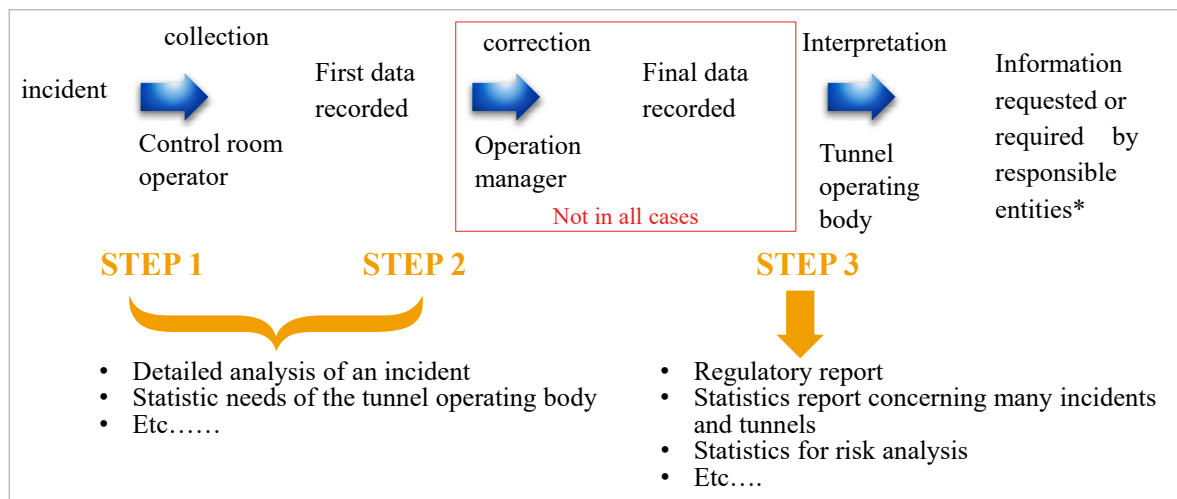 collection
correction
Interpretation
incident
First data
recorded
Final data
recorded
Information
requested or
required by
responsible
entities*
Control room
operator
Operation
manager
Tunnel
operating
body
Not in all cases
STEP 1
STEP 2
STEP 3
• Detailed analysis of an incident
• Statistic needs of the tunnel operating body
• Etc……
• Regulatory report
• Statistics report concerning many incidents
and tunnels
• Statistics for risk analysis
• Etc….